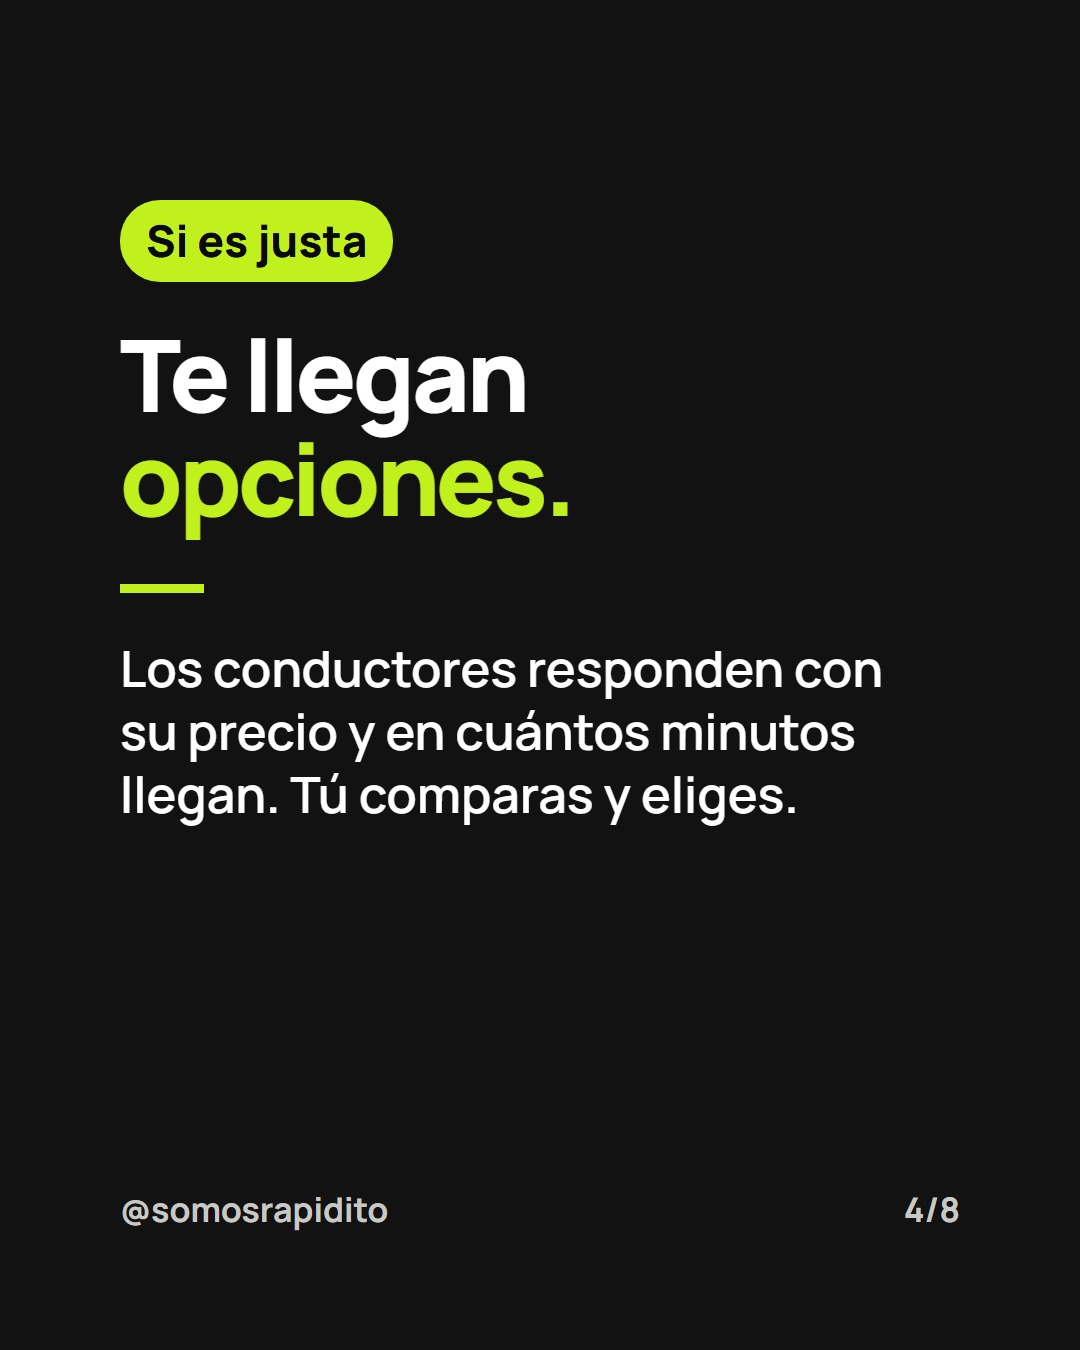 Si es justa
Te llegan
opciones.
Los conductores responden con
su precio y en cuántos minutos
llegan. Tú comparas y eliges.
@somosrapidito
4/8